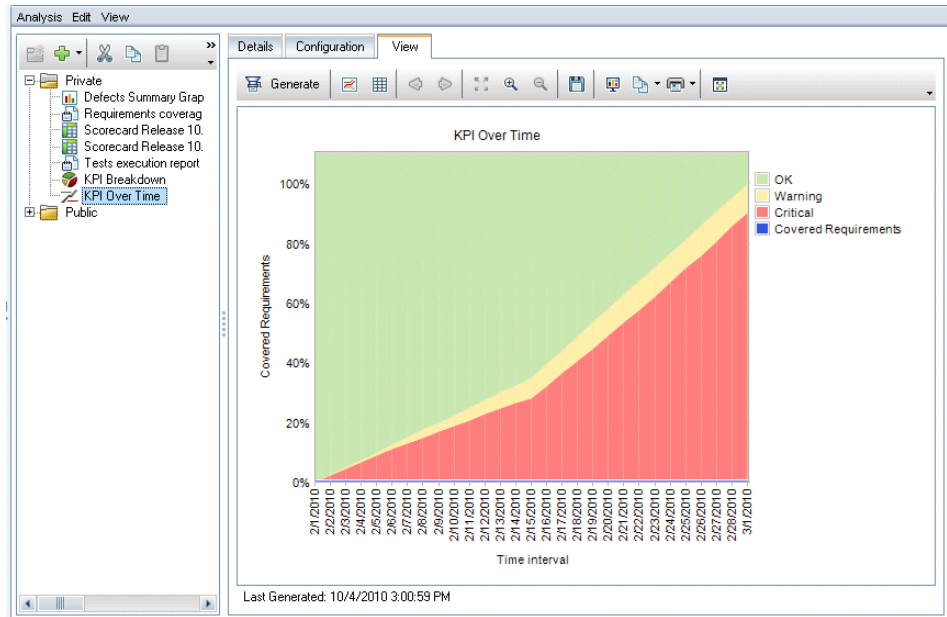 Analysis Edit View
»
Private
Defects Summary Grap
Requirements coverag
Scorecard Release 10.
Scorecard Release 10.
Tests execution report
KPI Breakdown
KPI Over Time
Public
Details Configuration View
Generate
KPI Over Time
OK
Warning
Critical
Covered Requirements
Covered Requirements
100%
80%
60%
40%
20%
0%
2/1/2010
2/2/2010
2/3/2010
2/4/2010
2/5/2010
2/6/2010
2/7/2010
2/8/2010
2/9/2010
2/10/2010
2/11/2010
2/12/2010
2/13/2010
2/14/2010
2/15/2010
2/16/2010
2/17/2010
2/18/2010
2/19/2010
2/20/2010
2/21/2010
2/22/2010
2/23/2010
2/24/2010
2/25/2010
2/26/2010
2/27/2010
2/28/2010
3/1/2010
Time interval
Last Generated: 10/4/2010 3:00:59 PM